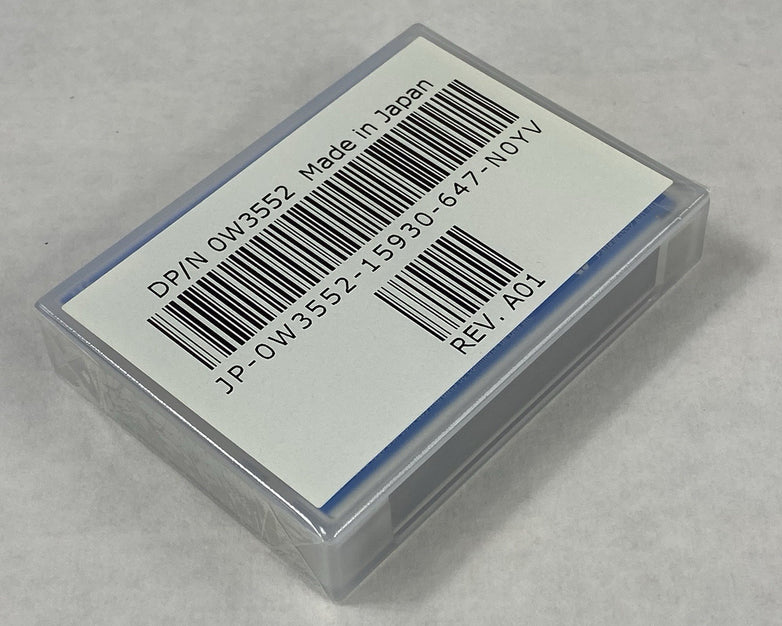 DP/N 0W3552 Made in Japan
JP-0W3552-15930-647-N0YV
REV. A01